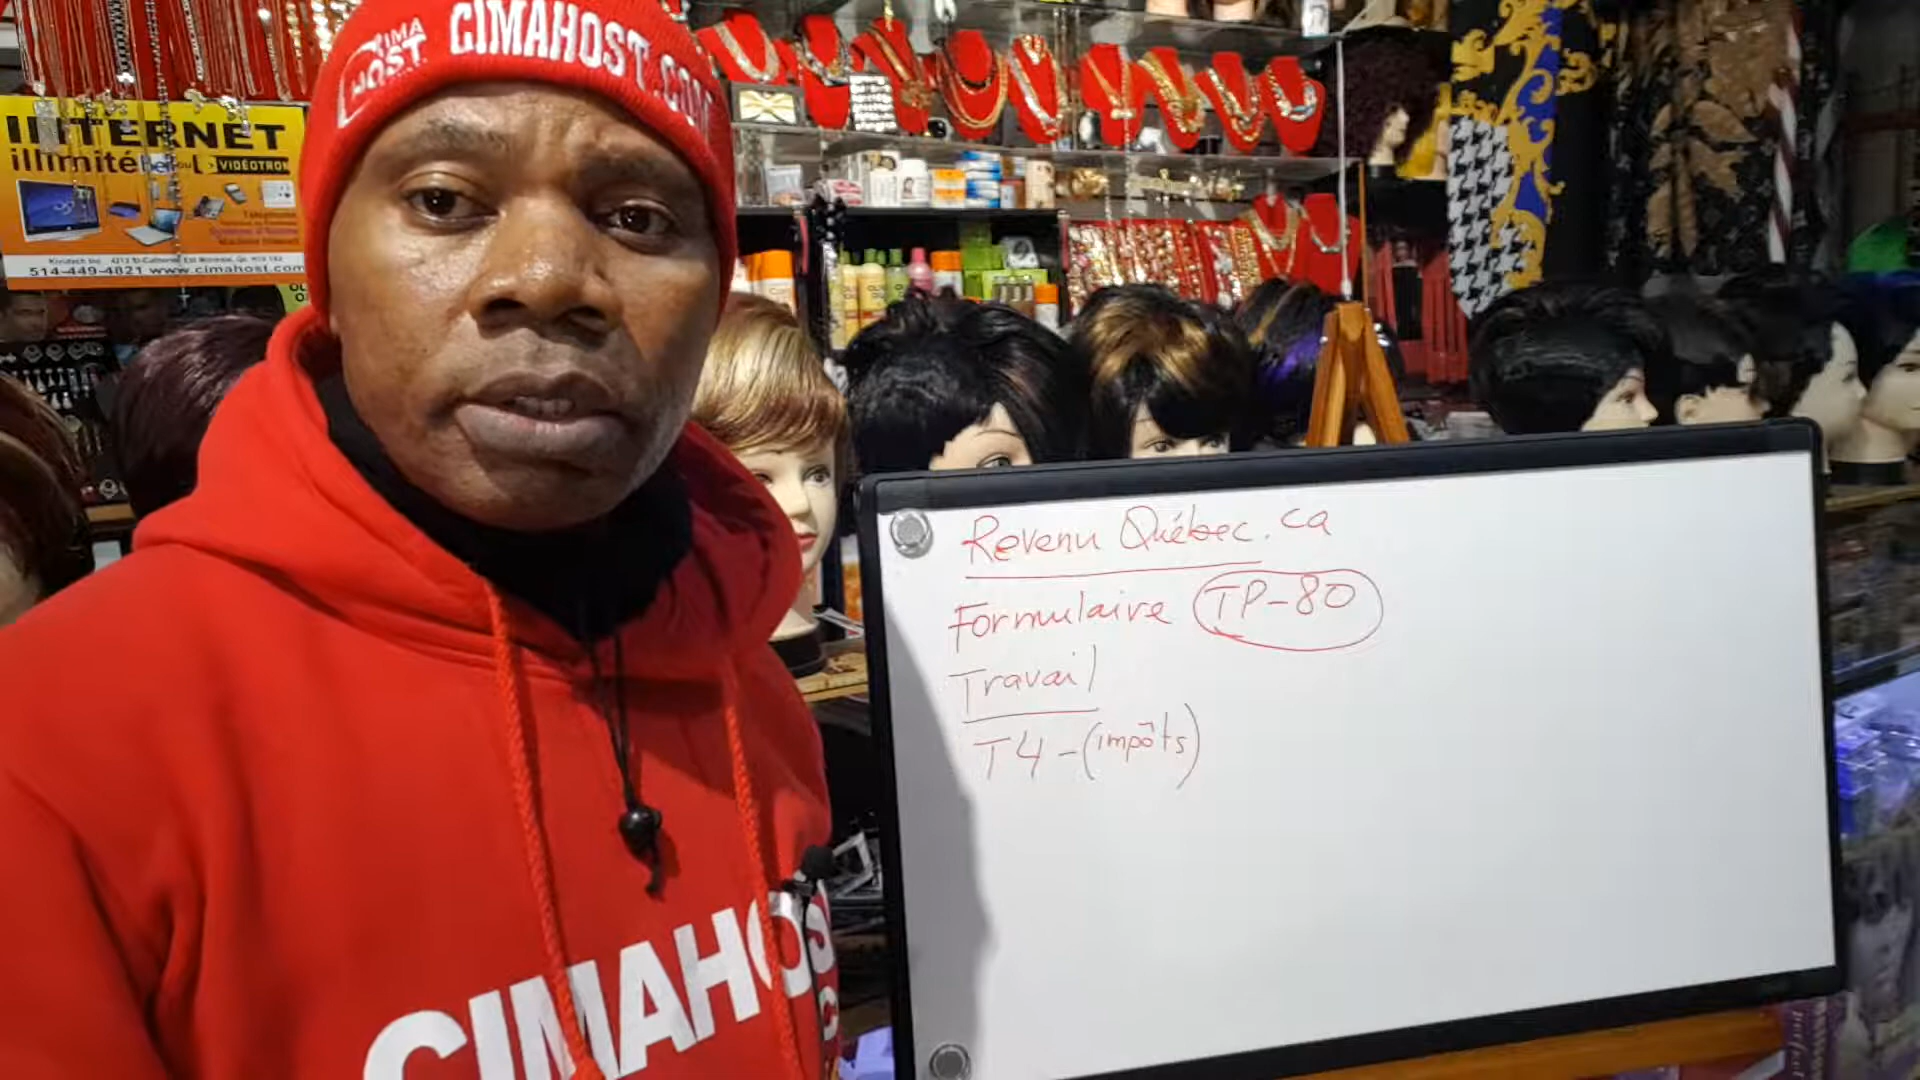 CIMA
HOST
CIMAHOST.COM
INTERNET
illimité
VIDÉOTRON
514-449-4821 www.cimahost.com
Revenu Québec.ca
Formulaire TP-80
Travail
T4-(impôts)
CIMAHOS